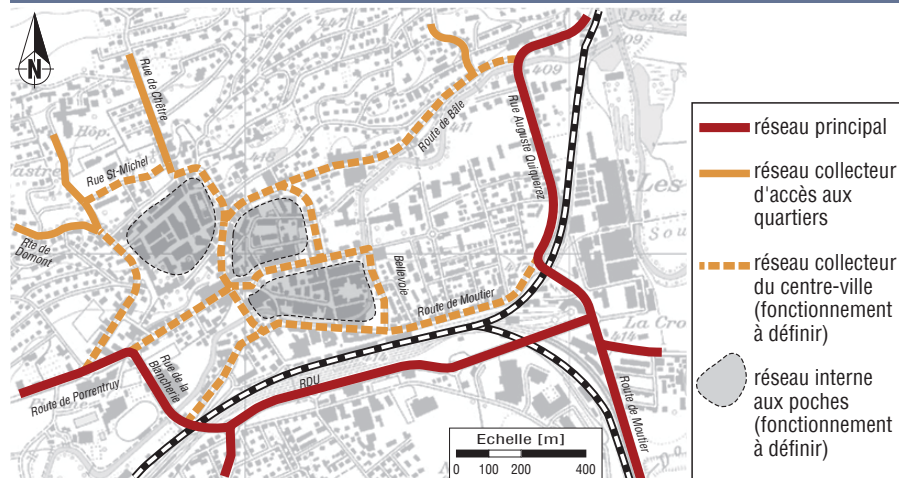 Pont de
409
409
N
Rue de Chêtre
Hôp.
Rue St-Michel
Rte de
Domont
Route de Bâle
Rue Auguste Quiquerez
Les
Sou
Bellevoie
Route de Moutier
La Cro
Rue de la
Blancherie
Route de Porrentruy
RDU
Route de Moutier
Echelle [m]
0 100 200 400
réseau principal
réseau collecteur
d'accès aux
quartiers
réseau collecteur
du centre-ville
(fonctionnement
à définir)
réseau interne
aux poches
(fonctionnement
à définir)